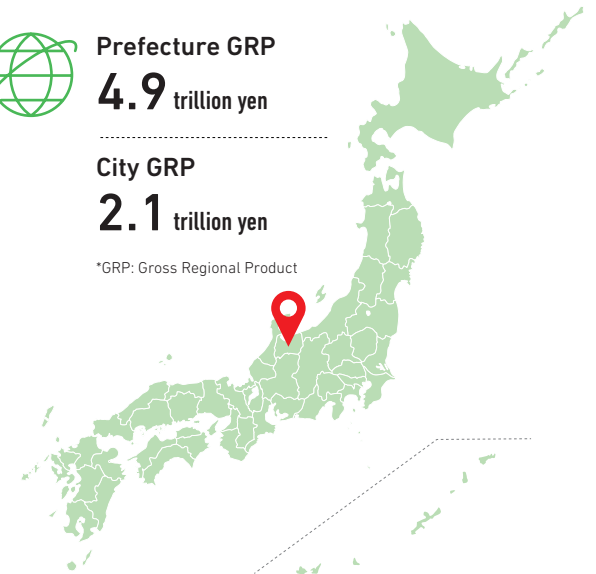 Prefecture GRP
4.9 trillion yen
City GRP
2.1 trillion yen
*GRP: Gross Regional Product